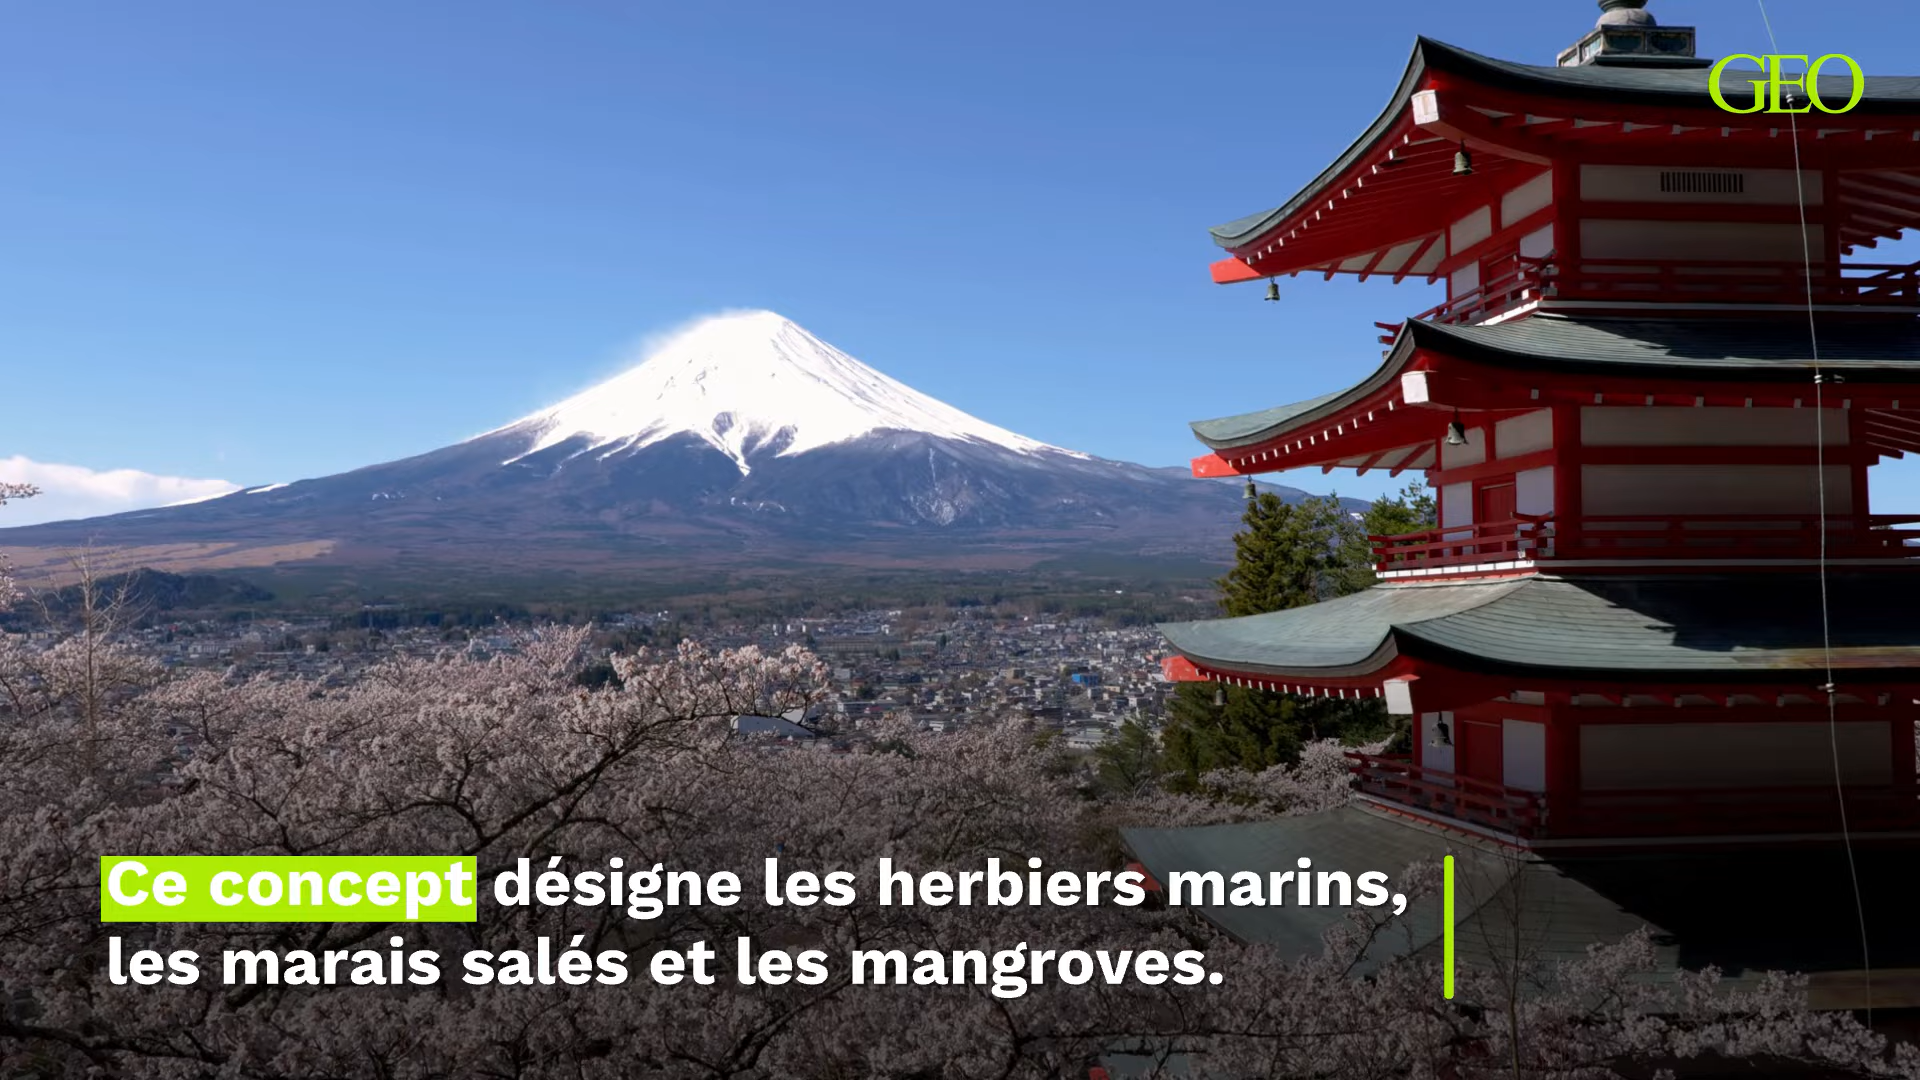 GEO
Ce concept désigne les herbiers marins,
les marais salés et les mangroves.